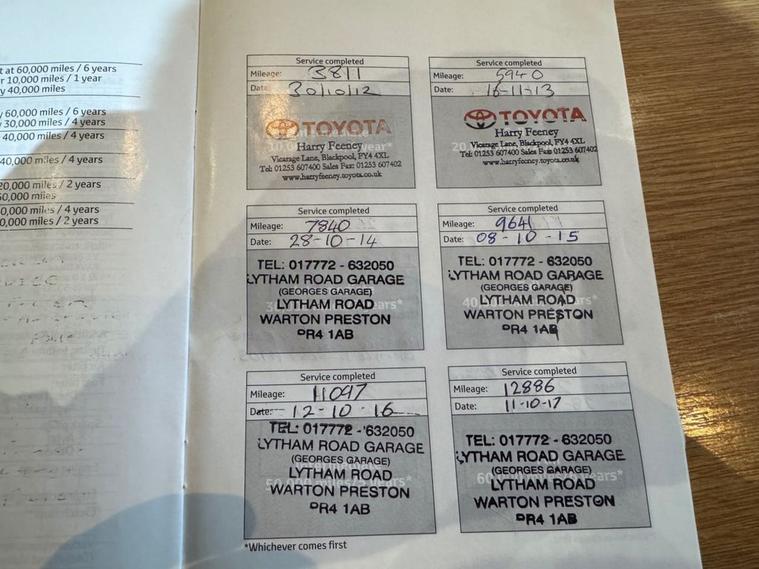 t at 60,000 miles / 6 years
r 10,000 miles / 1 year
y 40,000 miles
y 60,000 miles / 6 years
30,000 miles / 4 years
40,000 miles / 4 years
40,000 miles / 4 years
20,000 miles / 2 years
0,000 miles
0,000 miles / 4 years
0,000 miles / 2 years
Service completed
Mileage: 3811
Date: 30/10/12
TOYOTA
Harry Feeney
Vicarage Lane, Blackpool, FY4 4XL
Tel: 01253 607400 Sales Fax: 01253 607402
www.harryfeeney.toyota.co.uk
Service completed
Mileage: 5940
Date: 16-11-13
TOYOTA
Harry Feeney
Vicarage Lane, Blackpool, FY4 4XL
Tel: 01253 607400 Sales Fax: 01253 607402
www.harryfeeney.toyota.co.uk
Service completed
Mileage: 7840
Date: 28-10-14
TEL: 017772 - 632050
LYTHAM ROAD GARAGE
(GEORGES GARAGE)
LYTHAM ROAD
WARTON PRESTON
PR4 1AB
Service completed
Mileage: 9641
Date: 08-10-15
TEL: 017772 - 632050
LYTHAM ROAD GARAGE
(GEORGES GARAGE)
LYTHAM ROAD
WARTON PRESTON
PR4 1AB
Service completed
Mileage: 11097
Date: 12-10-16
TEL: 017772 - 632050
LYTHAM ROAD GARAGE
(GEORGES GARAGE)
LYTHAM ROAD
WARTON PRESTON
PR4 1AB
Service completed
Mileage: 12886
Date: 11-10-17
TEL: 017772 - 632050
LYTHAM ROAD GARAGE
(GEORGES GARAGE)
LYTHAM ROAD
WARTON PRESTON
PR4 1AB
*Whichever comes first